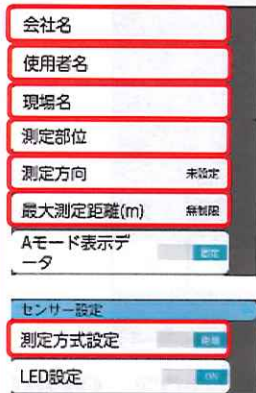 会社名
使用者名
現場名
測定部位
測定方向 未設定
最大測定距離(m) 無制限
Aモード表示デ
ータ
センサー設定
測定方式設定
LED設定 ON